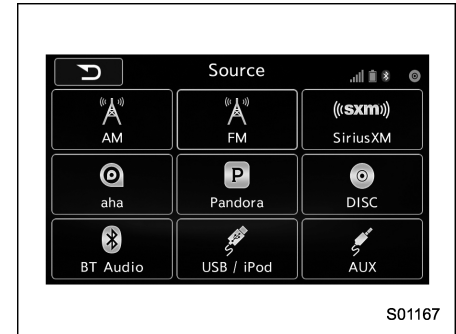 Source
AM
FM
((sxm))
SiriusXM
aha
P
Pandora
DISC
BT Audio
USB / iPod
AUX
S01167